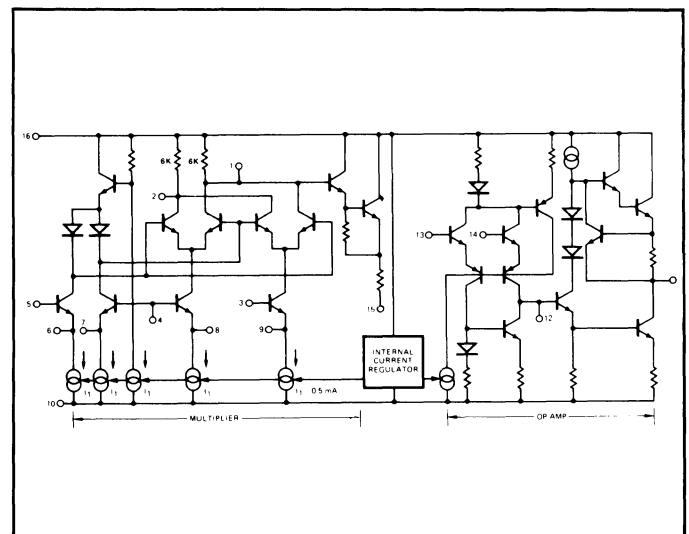 16
6K 6K 1
2
13 14
5 3
6 7 4 8 9 15 12
INTERNAL
CURRENT
REGULATOR
I1 I1 I1 I1 I1 0.5 mA
10
MULTIPLIER OP AMP